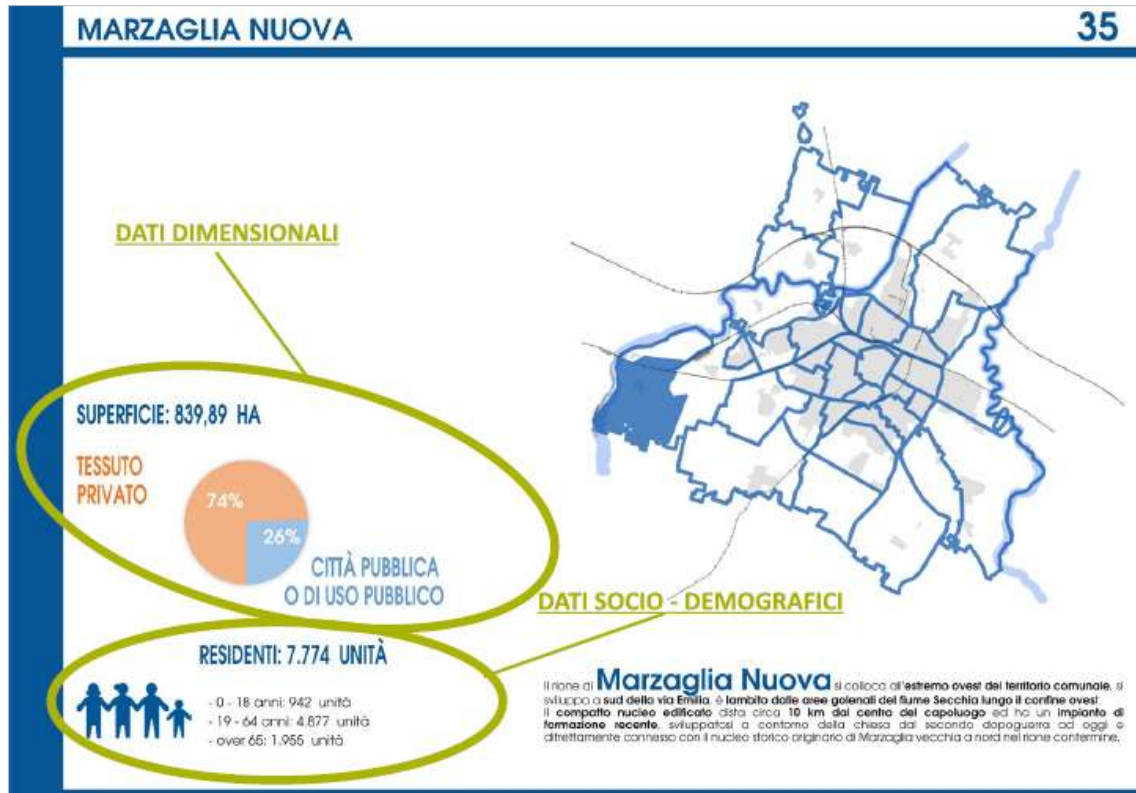 MARZAGLIA NUOVA
35
DATI DIMENSIONALI
SUPERFICIE: 839,89 HA
TESSUTO
PRIVATO
74%
26%
CITTÀ PUBBLICA
O DI USO PUBBLICO
DATI SOCIO - DEMOGRAFICI
RESIDENTI: 7.774 UNITÀ
- 0 - 18 anni: 942 unità
- 19 - 64 anni: 4.877 unità
- over 65: 1.955 unità
Il rione di Marzaglia Nuova si colloca all'estremo ovest del territorio comunale, si
sviluppa a sud della via Emilia, è lambito dalle aree golenali del fiume Secchia lungo il confine ovest.
Il compatto nucleo edificato dista circa 10 km dal centro del capoluogo ed ha un impianto di
formazione recente, sviluppatosi a contorno della chiesa dal secondo dopoguerra ad oggi e
direttamente connesso con il nucleo storico originario di Marzaglia vecchia a nord nel rione contermine.